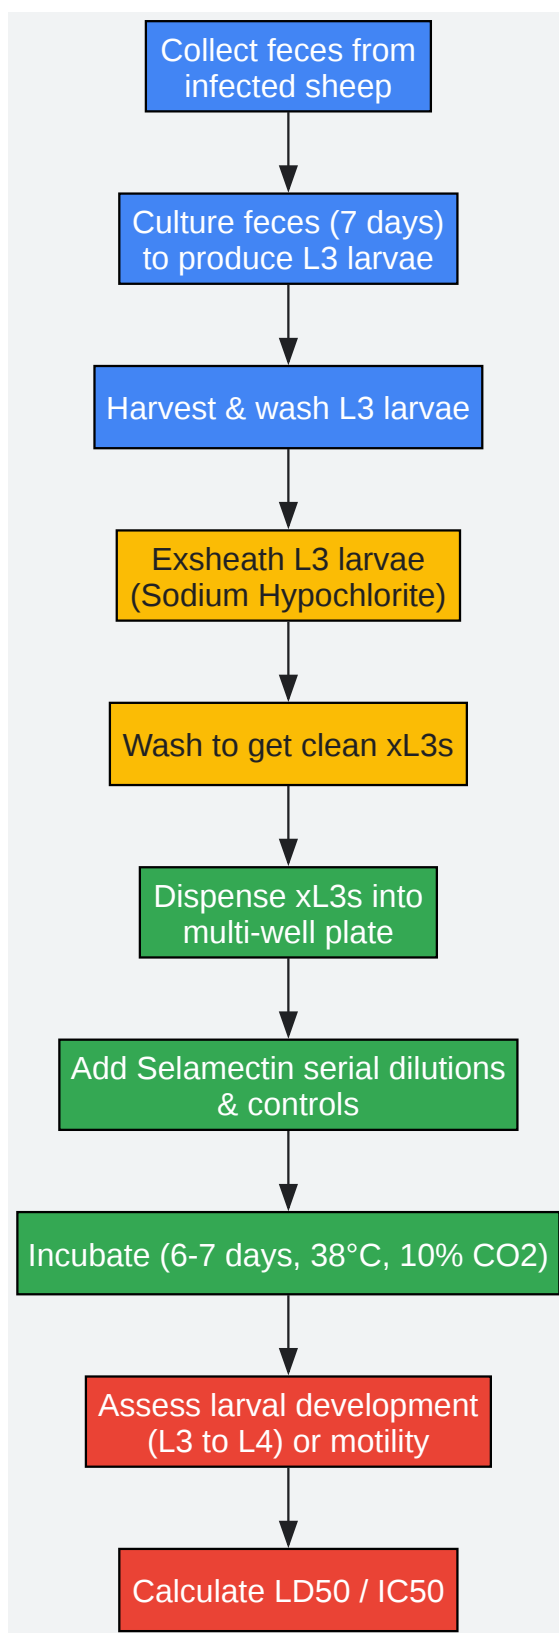 Collect feces from
infected sheep
Culture feces (7 days)
to produce L3 larvae
Harvest & wash L3 larvae
Exsheath L3 larvae
(Sodium Hypochlorite)
Wash to get clean xL3s
Dispense xL3s into
multi-well plate
Add Selamectin serial dilutions
& controls
Incubate (6-7 days, 38°C, 10% CO2)
Assess larval development
(L3 to L4) or motility
Calculate LD50 / IC50